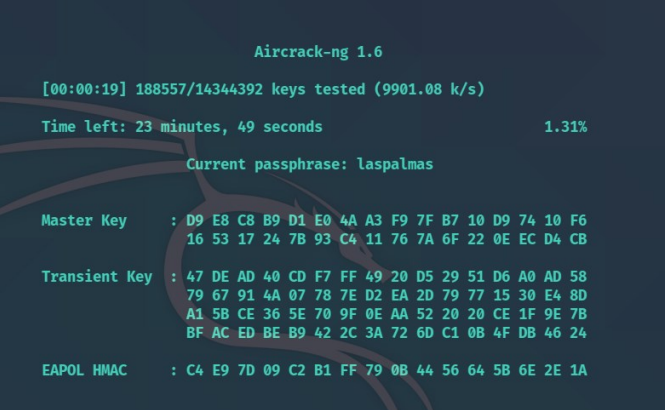 Aircrack-ng 1.6
[00:00:19] 188557/14344392 keys tested (9901.08 k/s)
Time left: 23 minutes, 49 seconds 1.31%
Current passphrase: laspalmas
Master Key : D9 E8 C8 B9 D1 E0 4A A3 F9 7F B7 10 D9 74 10 F6
16 53 17 24 7B 93 C4 11 76 7A 6F 22 0E EC D4 CB
Transient Key : 47 DE AD 40 CD F7 FF 49 20 D5 29 51 D6 A0 AD 58
79 67 91 4A 07 78 7E D2 EA 2D 79 77 15 30 E4 8D
A1 5B CE 36 5E 70 9F 0E AA 52 20 20 CE 1F 9E 7B
BF AC ED BE B9 42 2C 3A 72 6D C1 0B 4F DB 46 24
EAPOL HMAC : C4 E9 7D 09 C2 B1 FF 79 0B 44 56 64 5B 6E 2E 1A